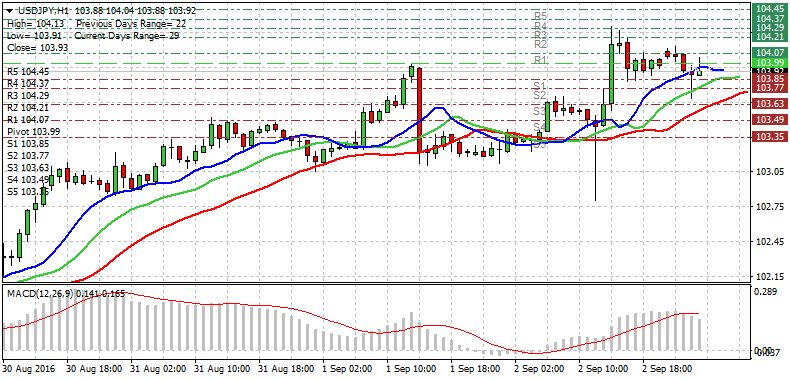 USDJPY,H1 103.88 104.04 103.88 103.92
High= 104.13 Previous Days Range= 22
Low= 103.91 Current Days Range= 29
Close= 103.93
R5 104.45
R4 104.37
R3 104.29
R2 104.21
R1 104.07
Pivot 103.99
S1 103.85
S2 103.77
S3 103.63
S4 103.49
S5 103.35
R5
R4
R3
R2
R1
S1
S2
S3
S4
S5
104.45
104.37
104.29
104.21
104.07
103.99
103.92
103.85
103.77
103.63
103.49
103.35
103.05
102.75
102.45
102.15
MACD(12,26,9) 0.141 0.165
0.289
0.00
30 Aug 2016 30 Aug 18:00 31 Aug 02:00 31 Aug 10:00 31 Aug 18:00 1 Sep 02:00 1 Sep 10:00 1 Sep 18:00 2 Sep 02:00 2 Sep 10:00 2 Sep 18:00